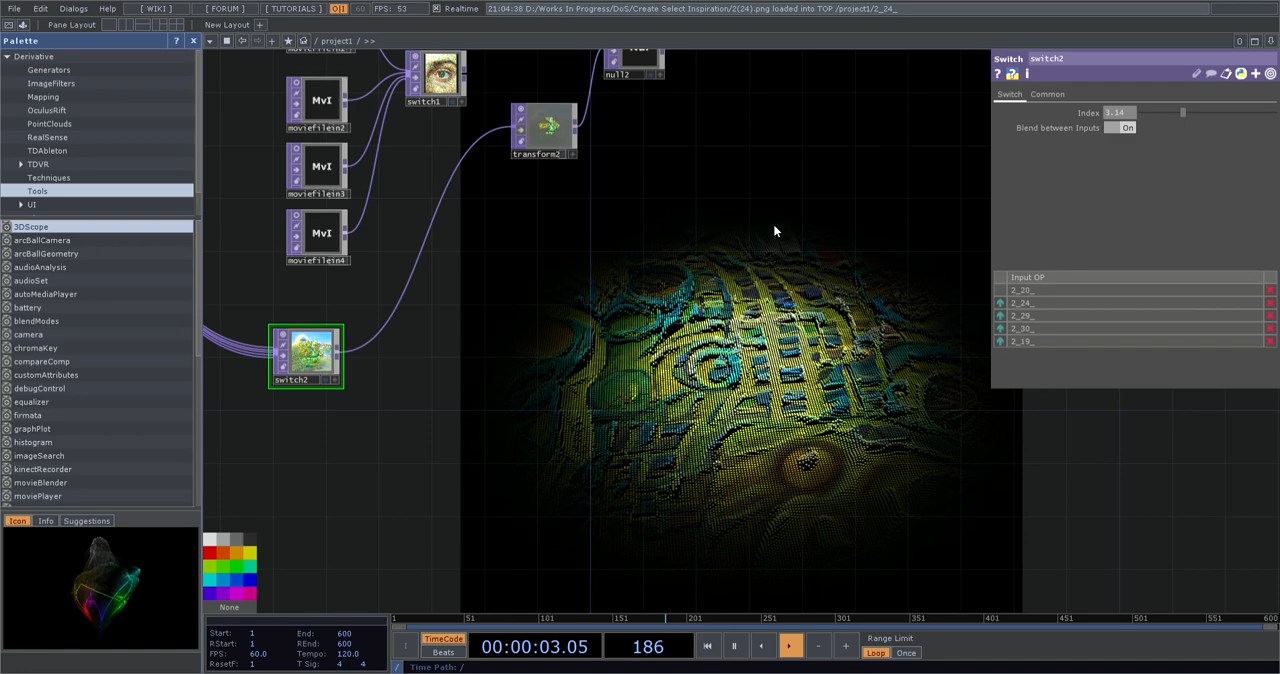 File Edit Dialogs Help [ WIKI ] [ FORUM ] [ TUTORIALS ] O|I 60 FPS: 53 Realtime 21:04:38 D:/Works In Progress/DoS/Create Select Inspiration/2(24).png loaded into TOP /project1/2_24_
Pane Layout New Layout +
Palette ? x / project1 / >>
Derivative
Generators
ImageFilters
Mapping
OculusRift
PointClouds
RealSense
TDAbleton
TDVR
Techniques
Tools
UI
3DScope
arcBallCamera
arcBallGeometry
audioAnalysis
audioSet
autoMediaPlayer
battery
blendModes
camera
chromaKey
compareComp
customAttributes
debugControl
equalizer
firmata
graphPlot
histogram
imageSearch
kinectRecorder
movieBlender
moviePlayer
Icon Info Suggestions
MvI
moviefilein2
MvI
moviefilein3
MvI
moviefilein4
switch1
null2
transform2
switch2
None
Switch switch2
? i
Switch Common
Index 3.14
Blend between Inputs On
Input OP
2_20_
2_24_
2_29_
2_30_
2_19_
1 51 101 151 201 251 301 351 401 451 501 551 600
Start: 1 End: 600
RStart: 1 REnd: 600
FPS: 60.0 Tempo: 120.0
ResetF: 1 T Sig: 4 4
TimeCode
Beats
00:00:03.05 186
- +
Range Limit
Loop Once
/ Time Path: /